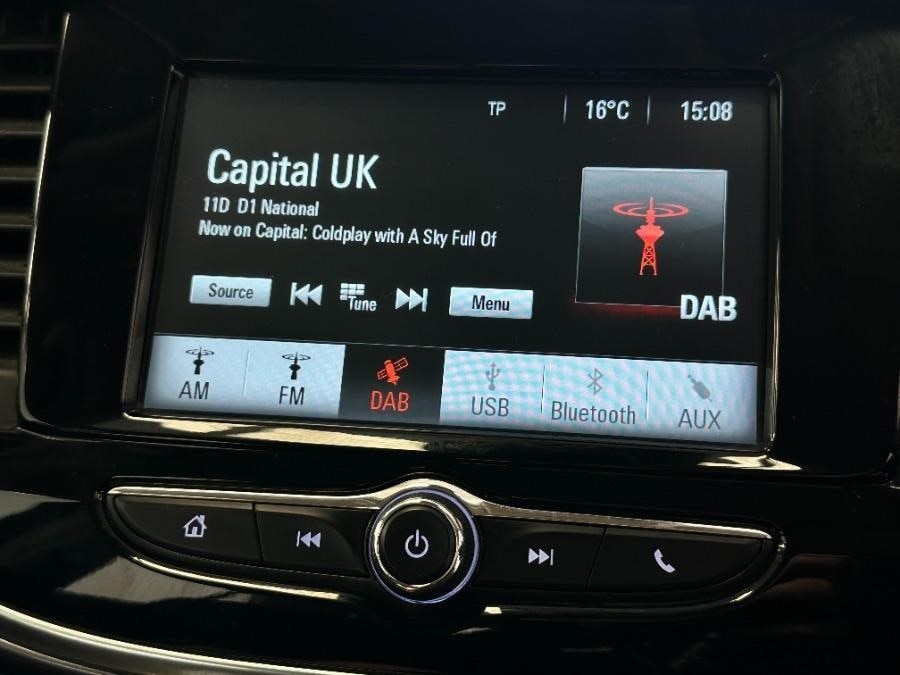 TP 16°C 15:08
Capital UK
11D D1 National
Now on Capital: Coldplay with A Sky Full Of
DAB
Source Tune Menu
AM FM DAB USB Bluetooth AUX